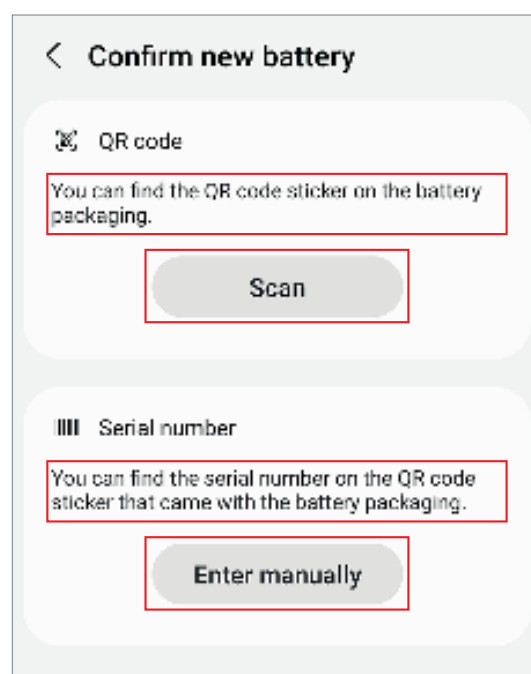 Confirm new battery
QR code
You can find the QR code sticker on the battery
packaging.
Scan
Serial number
You can find the serial number on the QR code
sticker that came with the battery packaging.
Enter manually